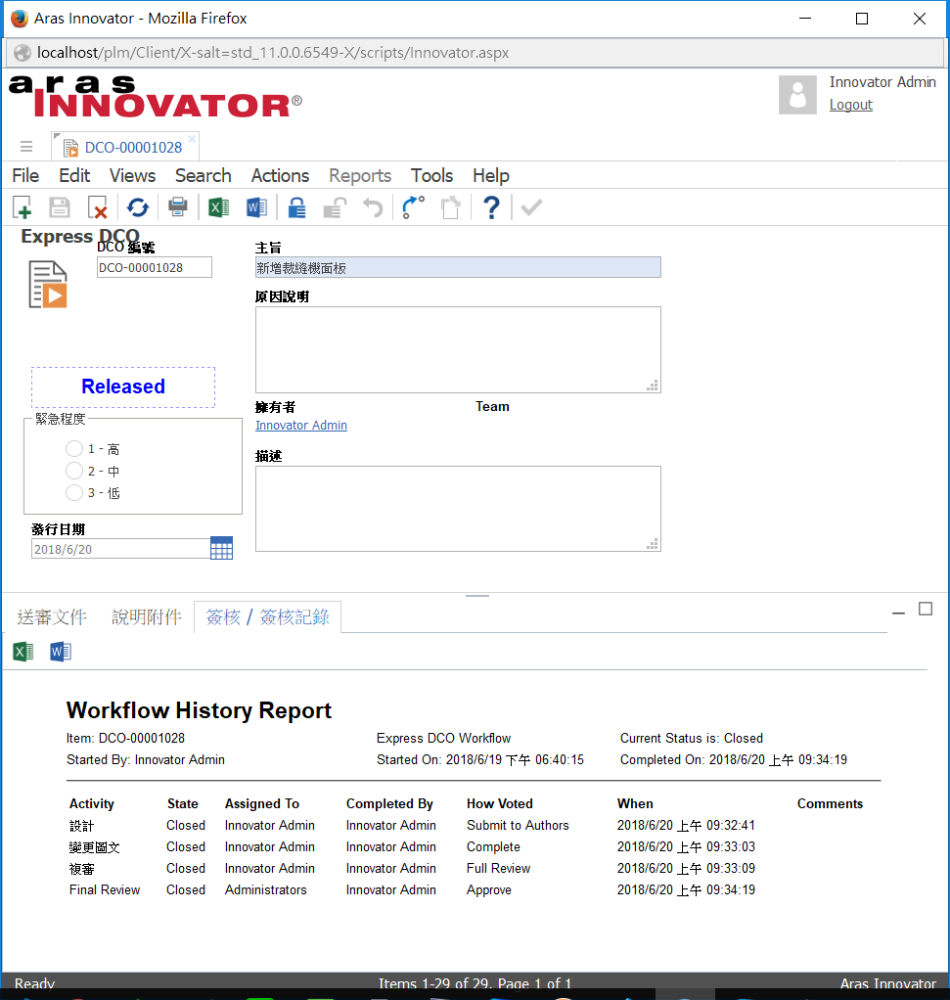 Aras Innovator - Mozilla Firefox
localhost/plm/Client/X-salt=std_11.0.0.6549-X/scripts/Innovator.aspx
aras
INNOVATOR®
Innovator Admin
Logout
DCO-00001028
File Edit Views Search Actions Reports Tools Help
Express DCO
DCO 編號 主旨
DCO-00001028 新增裁縫機面板
原因說明
Released
擁有者 Team
Innovator Admin
緊急程度
1 - 高
2 - 中
3 - 低
描述
發行日期
2018/6/20
送審文件 說明附件 簽核 / 簽核記錄
Workflow History Report
Item: DCO-00001028 Express DCO Workflow Current Status is: Closed
Started By: Innovator Admin Started On: 2018/6/19 下午 06:40:15 Completed On: 2018/6/20 上午 09:34:19
Activity State Assigned To Completed By How Voted When Comments
設計 Closed Innovator Admin Innovator Admin Submit to Authors 2018/6/20 上午 09:32:41
變更圖文 Closed Innovator Admin Innovator Admin Complete 2018/6/20 上午 09:33:03
複審 Closed Innovator Admin Innovator Admin Full Review 2018/6/20 上午 09:33:09
Final Review Closed Administrators Innovator Admin Approve 2018/6/20 上午 09:34:19
Ready Items 1-29 of 29. Page 1 of 1 Aras Innovator